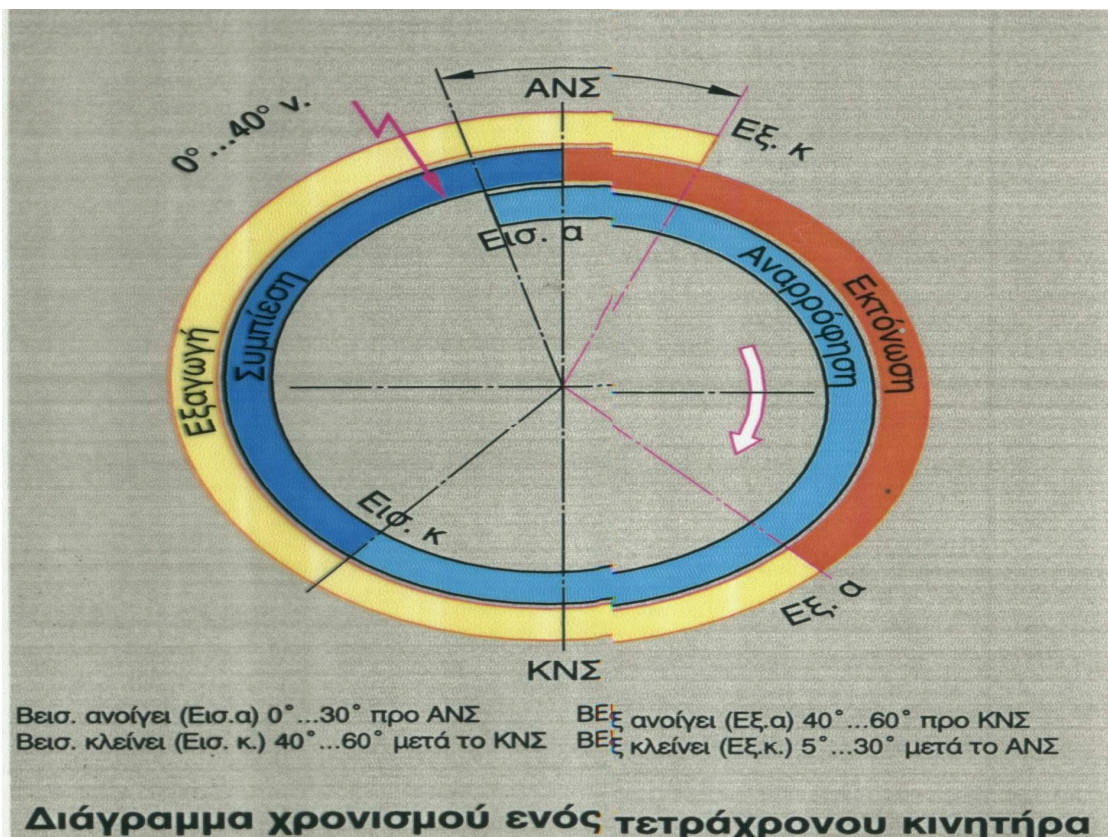 ΑΝΣ
0° ...40° ν.
Εξ. κ
Εισ. α
Αναρρόφηση
Εκτόνωση
Συμπίεση
Εξαγωγή
Εισ. κ
Εξ. α
ΚΝΣ
Βεισ. ανοίγει (Εισ.α) 0°...30° προ ΑΝΣ
Βεισ. κλείνει (Εισ. κ.) 40°...60° μετά το ΚΝΣ
ΒΕξ ανοίγει (Εξ.α) 40°...60° προ ΚΝΣ
ΒΕξ κλείνει (Εξ.κ.) 5°...30° μετά το ΑΝΣ
Διάγραμμα χρονισμού ενός τετράχρονου κινητήρα